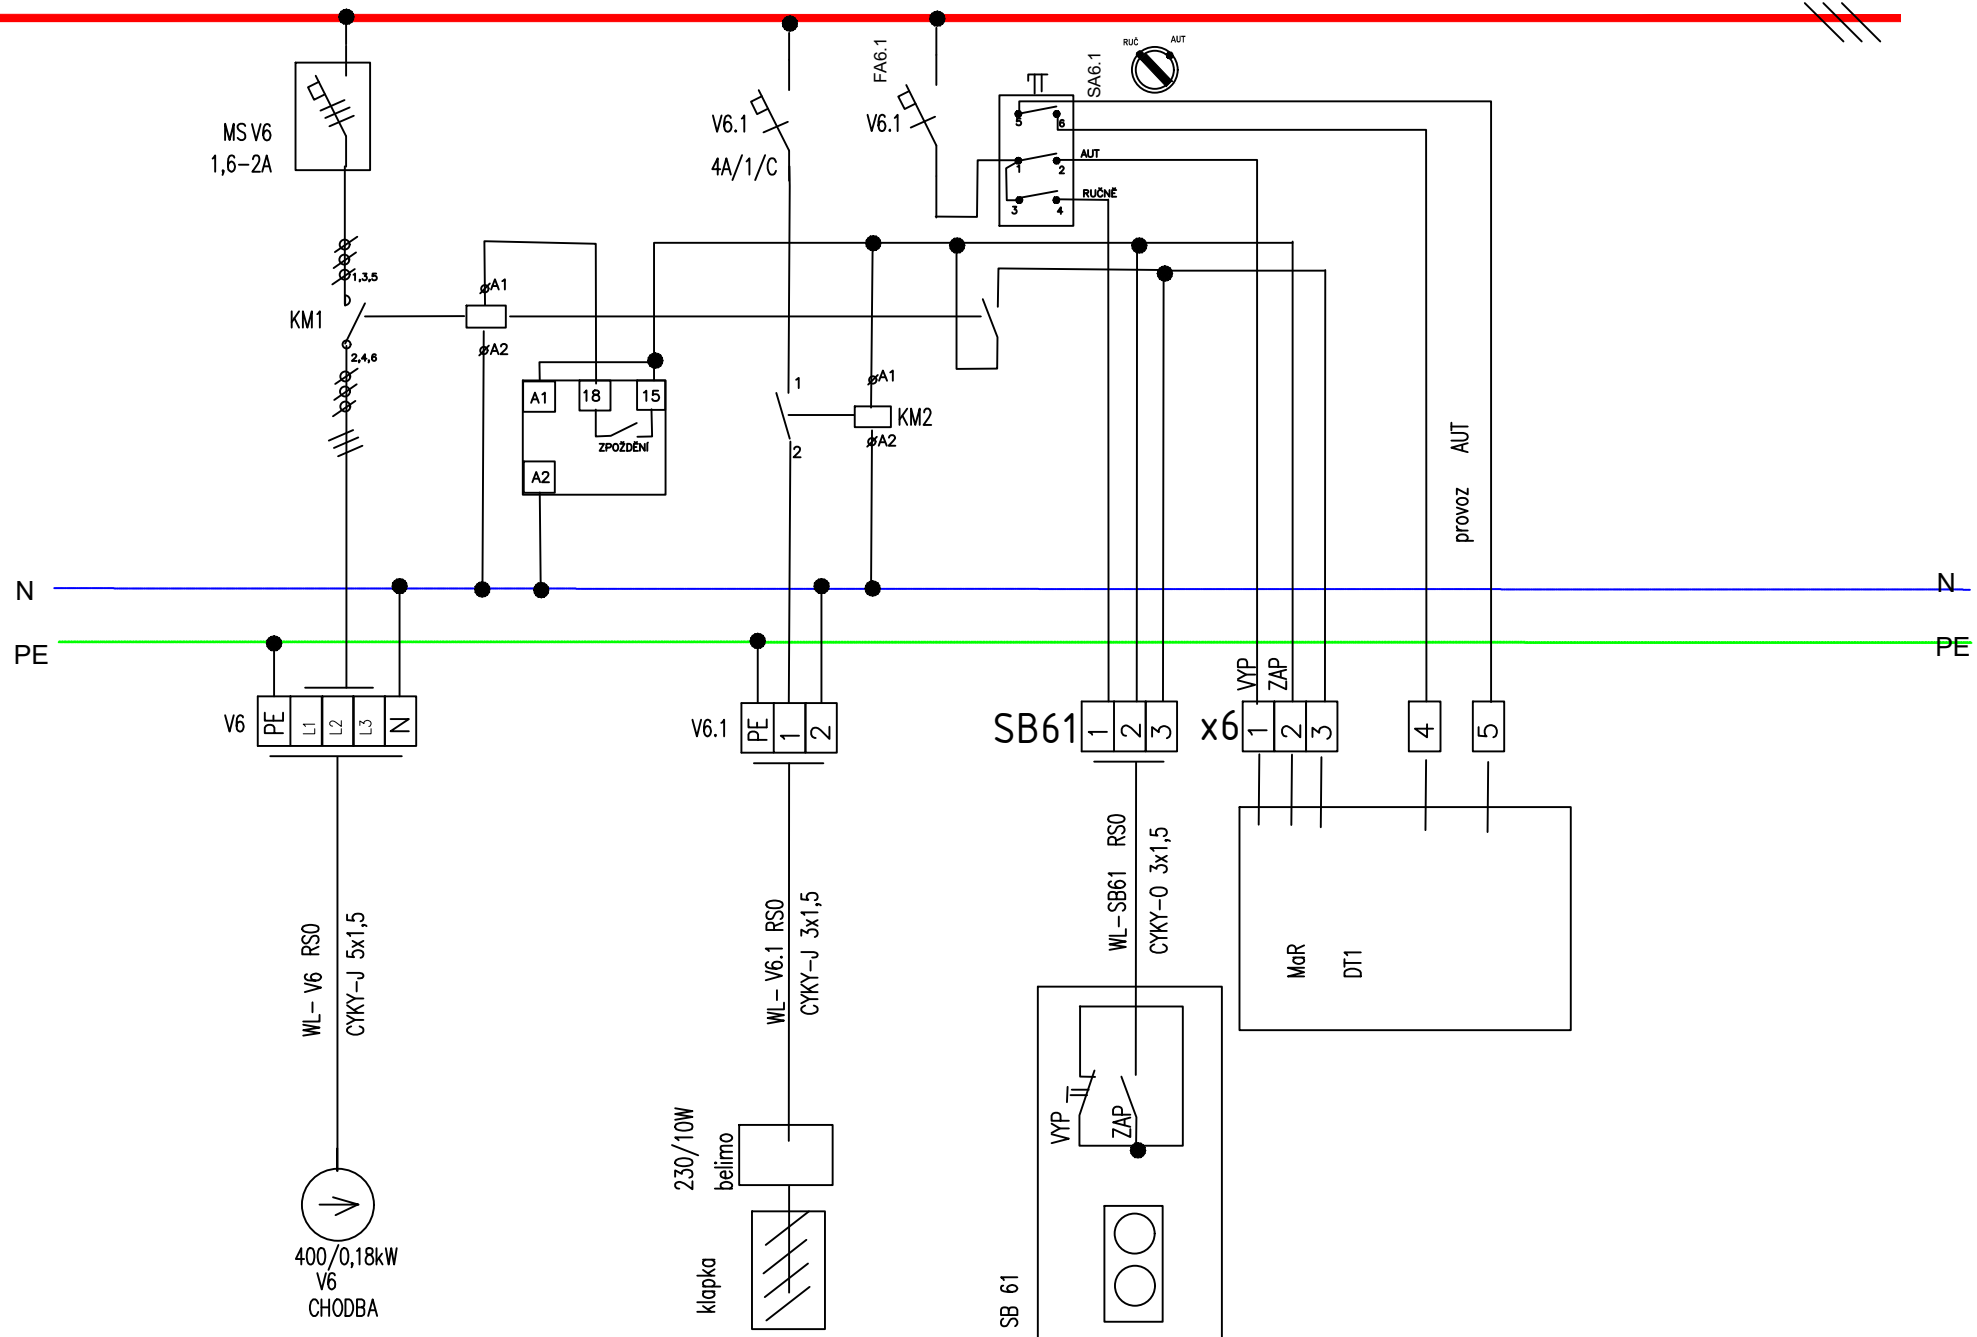 RUČ
AUT
FA6.1
SA6.1
MS V6
1,6-2A
V6.1
4A/1/C
V6.1
5
6
1
2
AUT
3
4
RUČNĚ
1,3,5
KM1
2,4,6
A1
A2
A1
18
15
ZPOŽDĚNÍ
A2
1
2
A1
KM2
A2
provoz AUT
N
N
PE
PE
VYP
ZAP
V6
PE
L1
L2
L3
N
V6.1
PE
1
2
SB61
1
2
3
x6
1
2
3
4
5
WL- V6 RS0
CYKY-J 5x1,5
WL- V6.1 RS0
CYKY-J 3x1,5
WL-SB61 RS0
CYKY-O 3x1,5
MaR
DT1
VYP
ZAP
230/10W
belimo
400/0,18kW
V6
CHODBA
klapka
SB 61